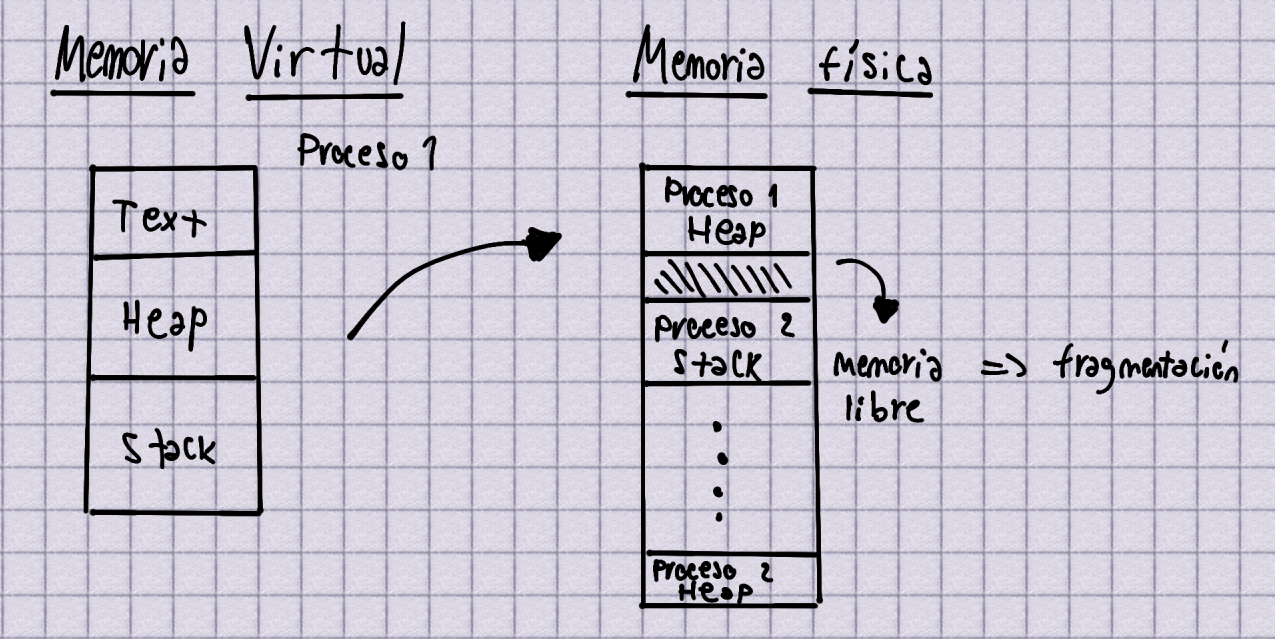 Memoria Virtual
Memoria física
Proceso 1
Text
Heap
Stack
Proceso 1
Heap
Proceso 2
Stack
memoria => fragmentación
libre
Proceso 2
Heap